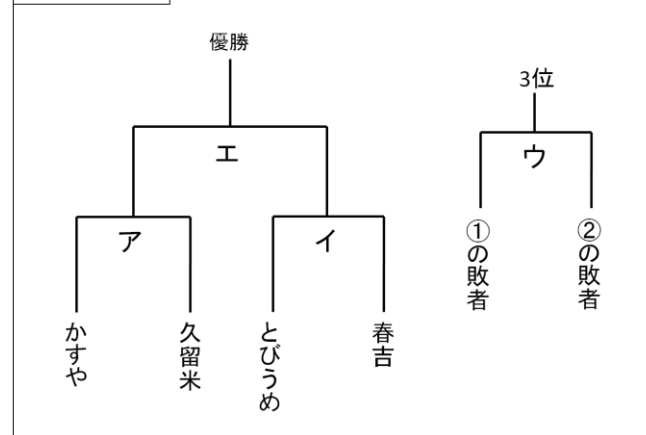 優勝
3位
エ
ウ
ア
イ
①の敗者
②の敗者
かすや
久留米
とびうめ
春吉